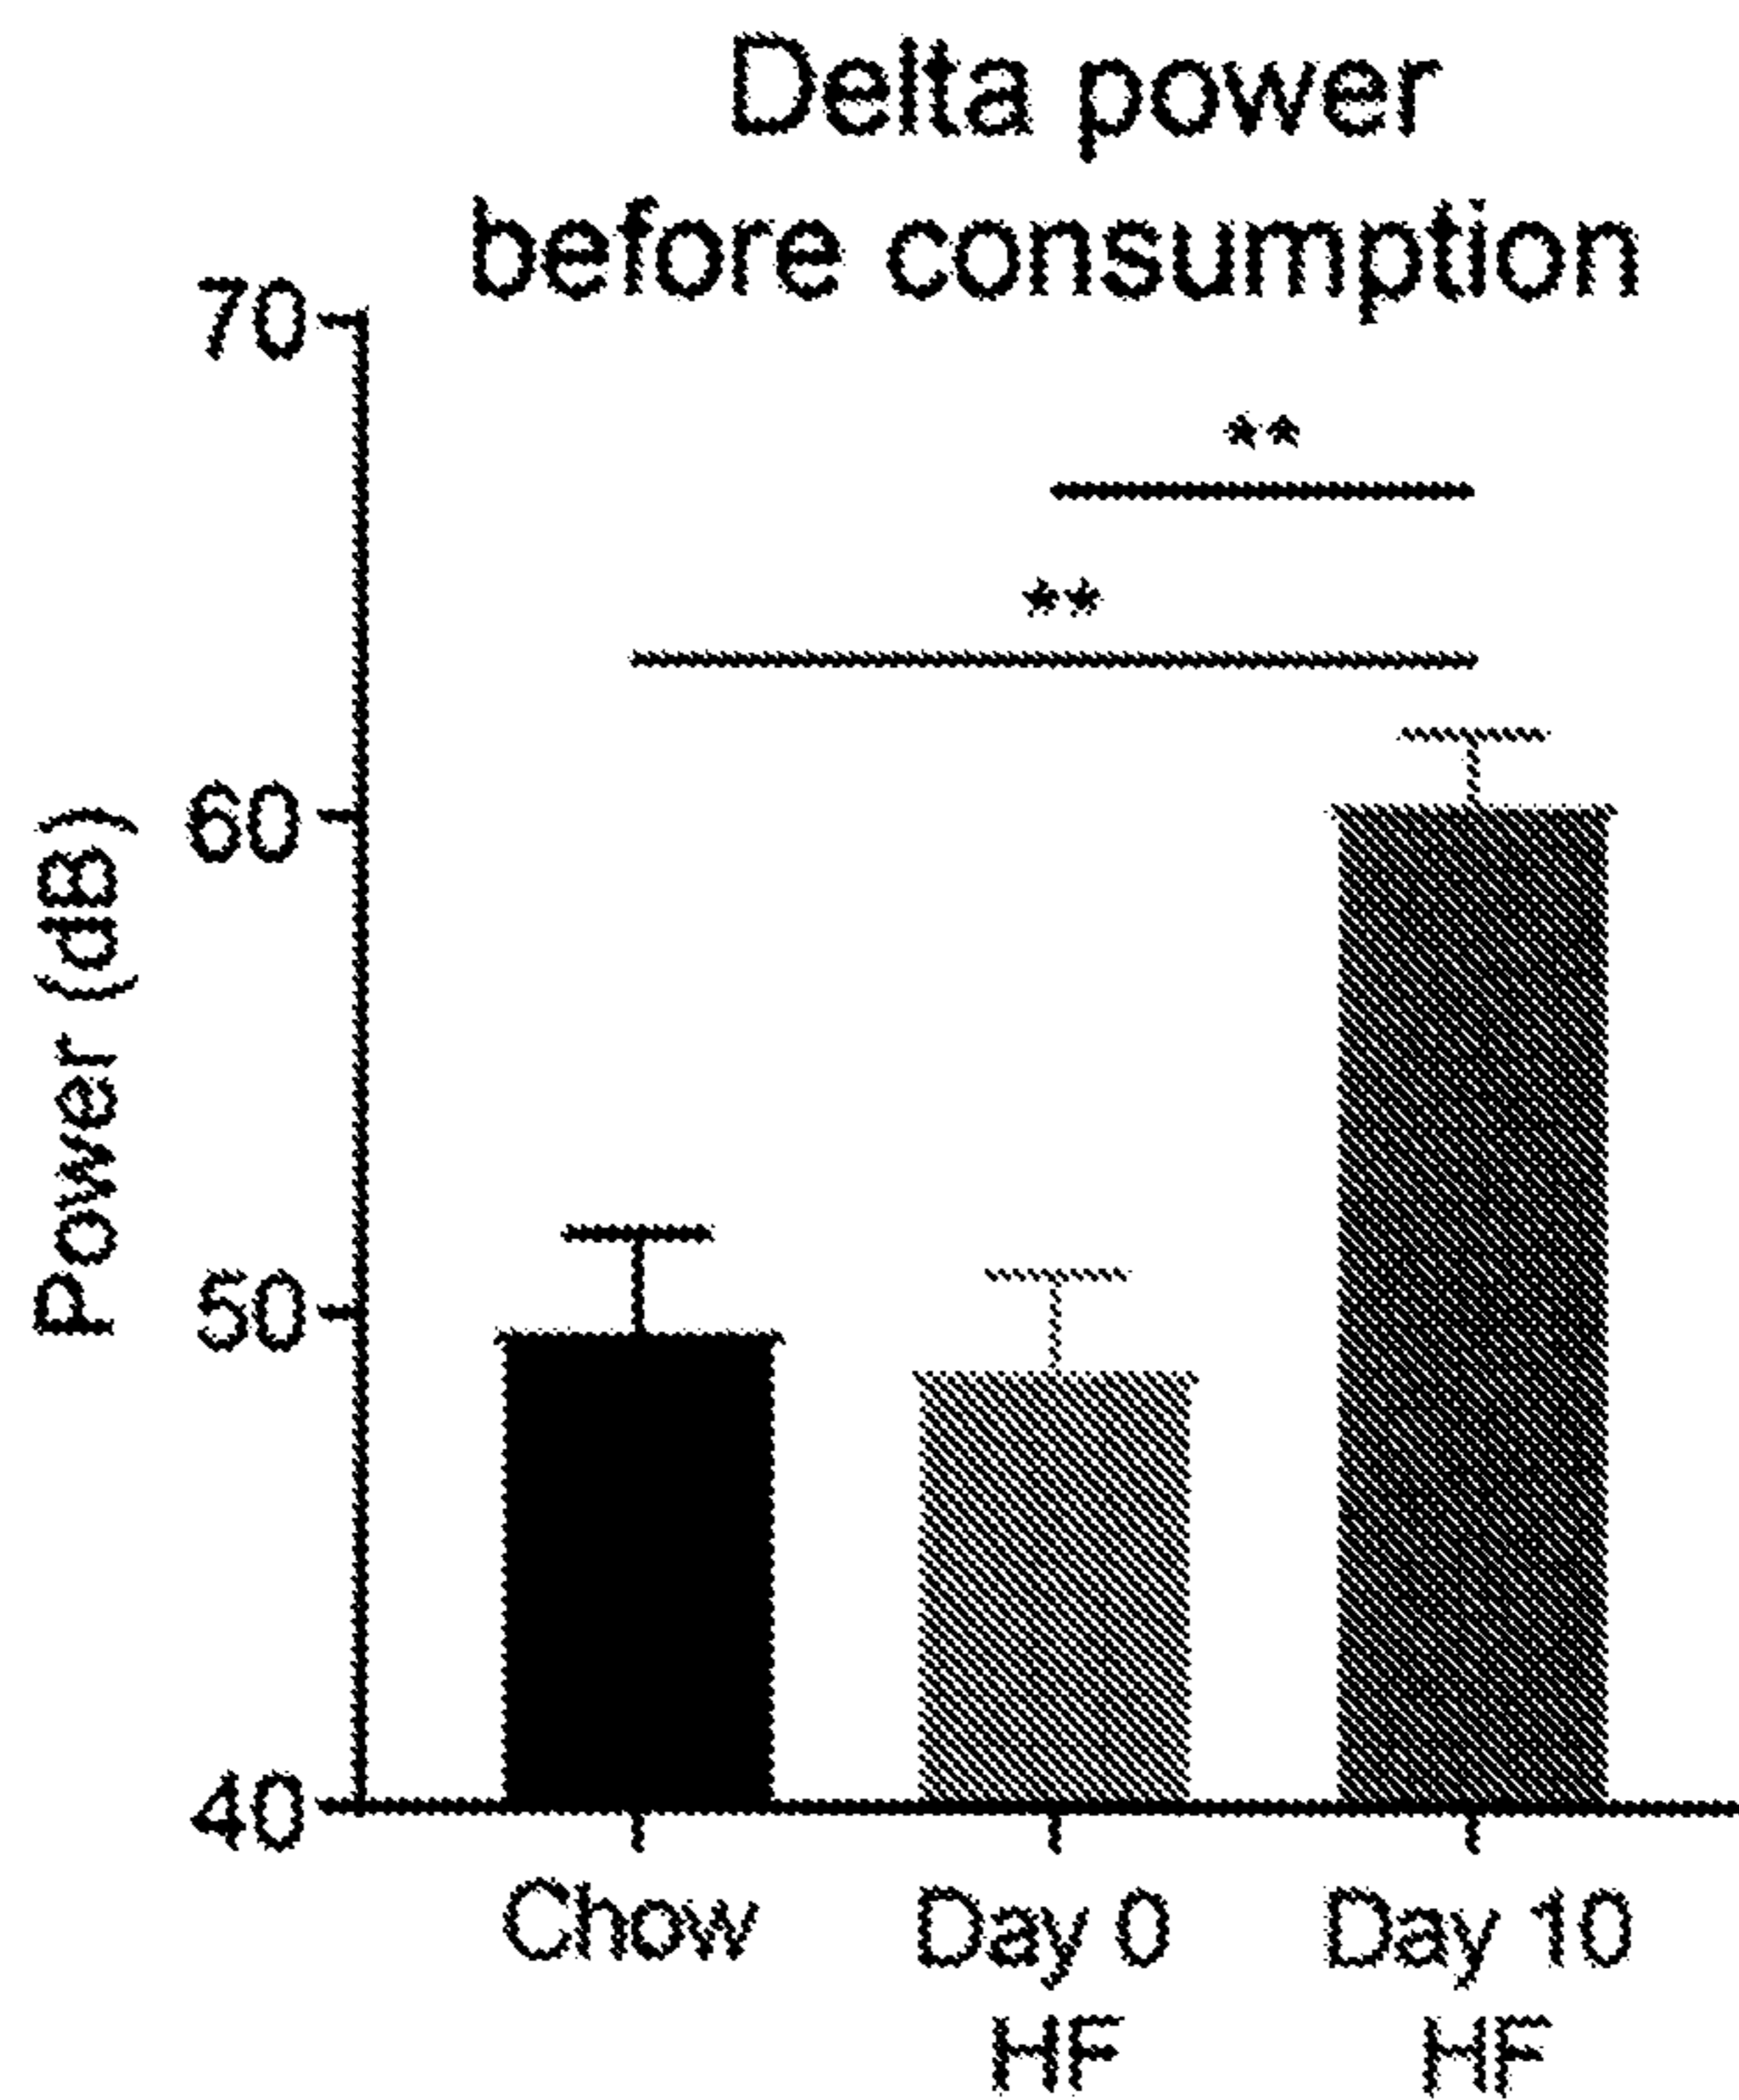 Delta power
before consumption
70
**
**
60
Power (dB)
50
40
Chow
Day 0
HF
Day 10
HF